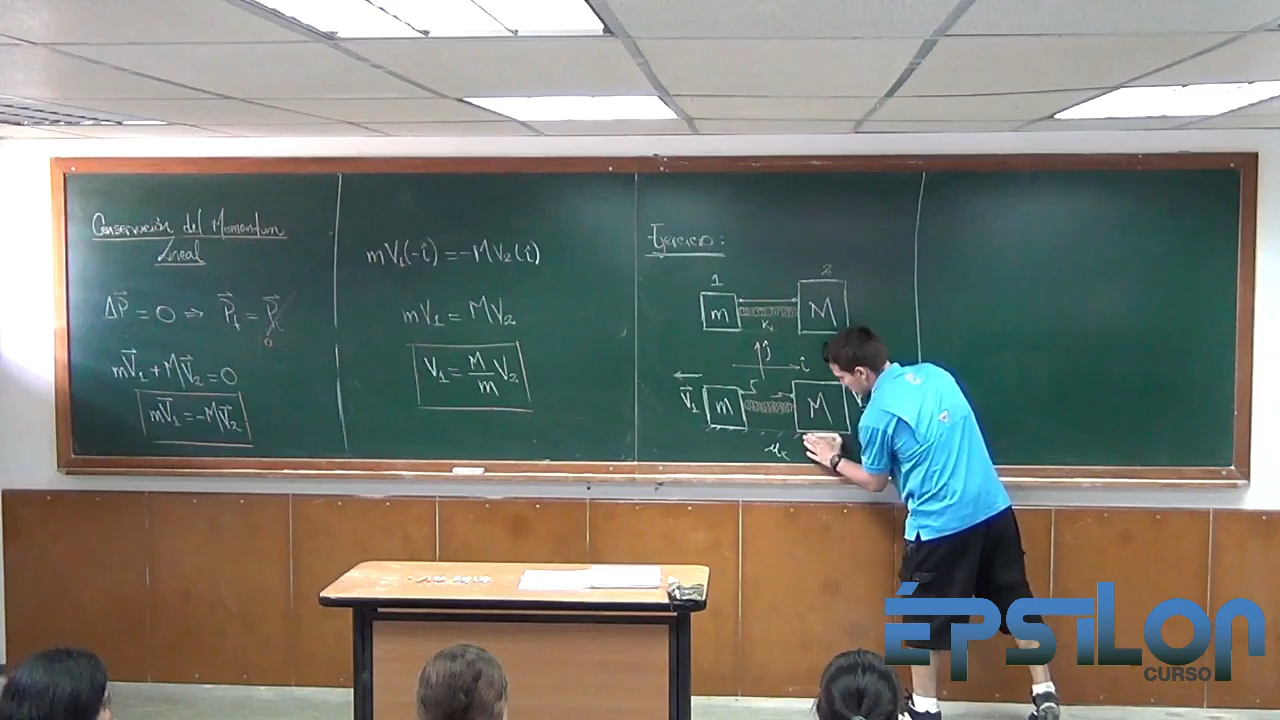 Conservación del Momentum
Lineal
ΔP⃗ = 0 ⇒ P⃗f = P⃗
0
mV⃗₁ + MV⃗₂ = 0
mV⃗₁ = -MV⃗₂
mV₁(-i) = -MV₂(i)
mV₁ = MV₂
V₁ = M/m V₂
Ejercicio:
1 2
m M
K
j
i
V⃗₁ m M
ÉPSILON
CURSO